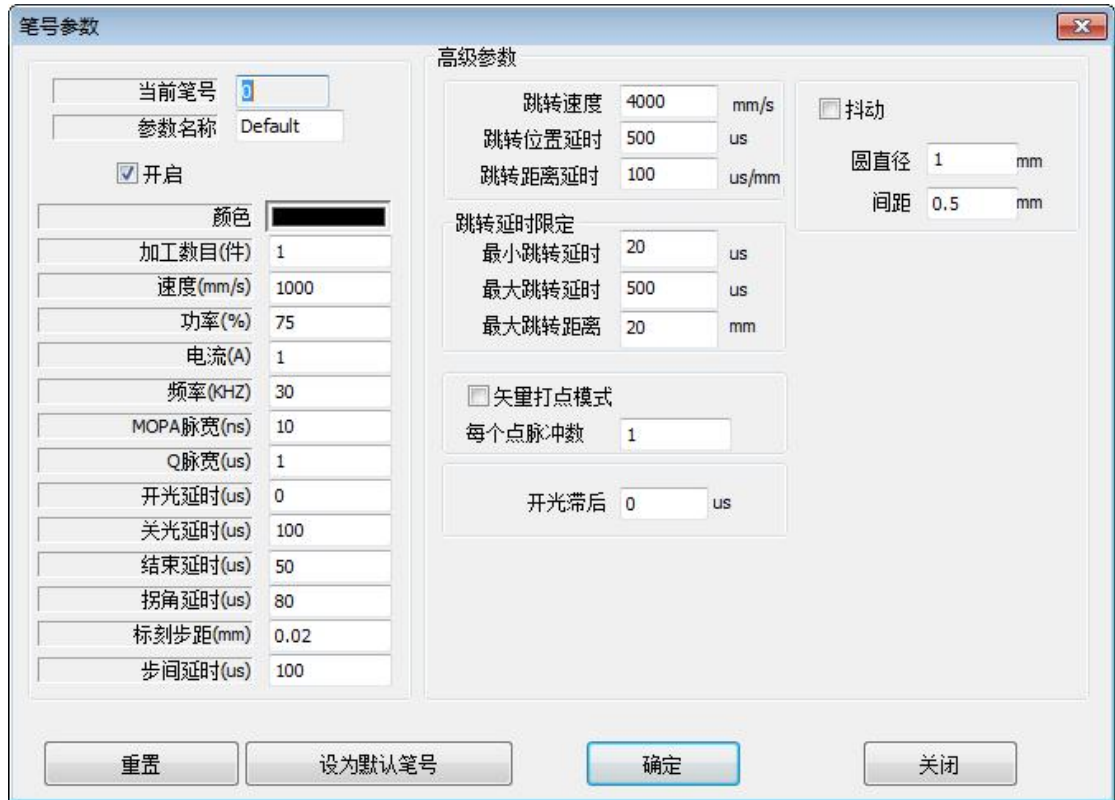 笔号参数
当前笔号 0
参数名称 Default
开启
颜色
加工数目(件) 1
速度(mm/s) 1000
功率(%) 75
电流(A) 1
频率(KHZ) 30
MOPA脉宽(ns) 10
Q脉宽(us) 1
开光延时(us) 0
关光延时(us) 100
结束延时(us) 50
拐角延时(us) 80
标刻步距(mm) 0.02
步间延时(us) 100
高级参数
跳转速度 4000 mm/s
跳转位置延时 500 us
跳转距离延时 100 us/mm
跳转延时限定
最小跳转延时 20 us
最大跳转延时 500 us
最大跳转距离 20 mm
矢量打点模式
每个点脉冲数 1
开光滞后 0 us
抖动
圆直径 1 mm
间距 0.5 mm
重置 设为默认笔号 确定 关闭